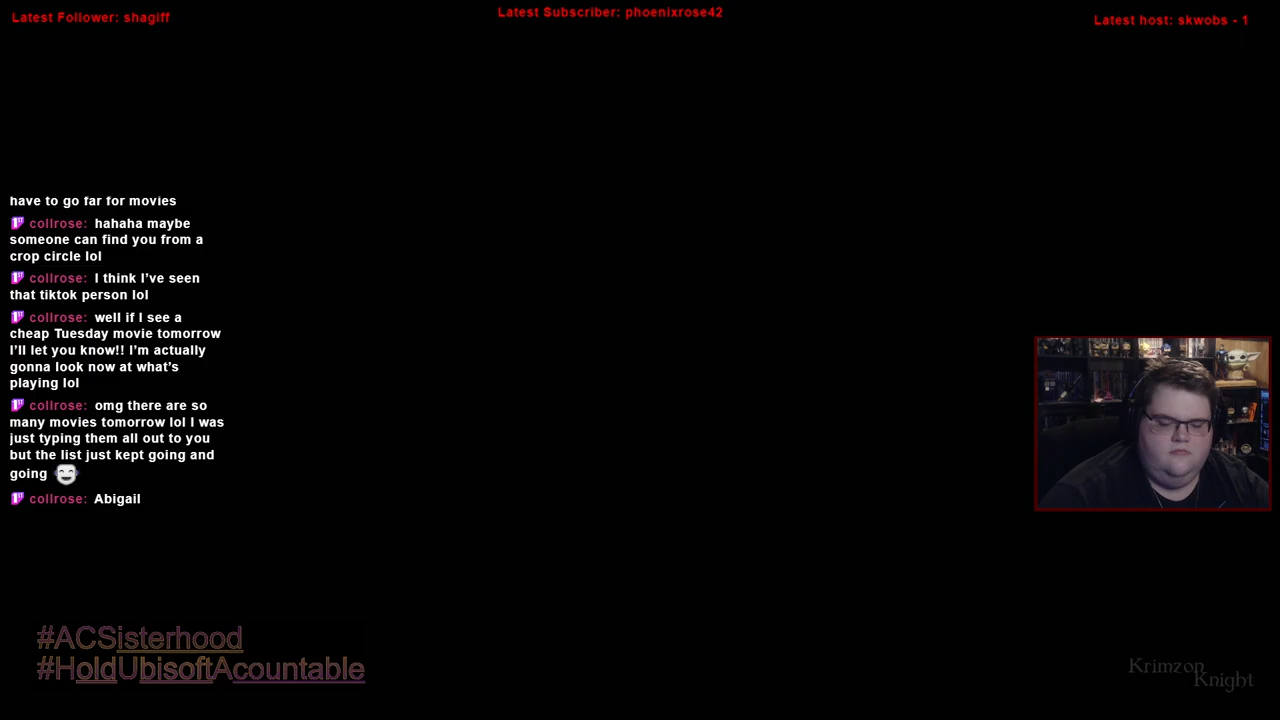 Latest Follower: shagiff
Latest Subscriber: phoenixrose42
Latest host: skwobs - 1
have to go far for movies
collrose: hahaha maybe
someone can find you from a
crop circle lol
collrose: I think I’ve seen
that tiktok person lol
collrose: well if I see a
cheap Tuesday movie tomorrow
I’ll let you know!! I’m actually
gonna look now at what’s
playing lol
collrose: omg there are so
many movies tomorrow lol I was
just typing them all out to you
but the list just kept going and
going
collrose: Abigail
#ACSisterhood
#HoldUbisoftAcountable
Krimzon
Knight